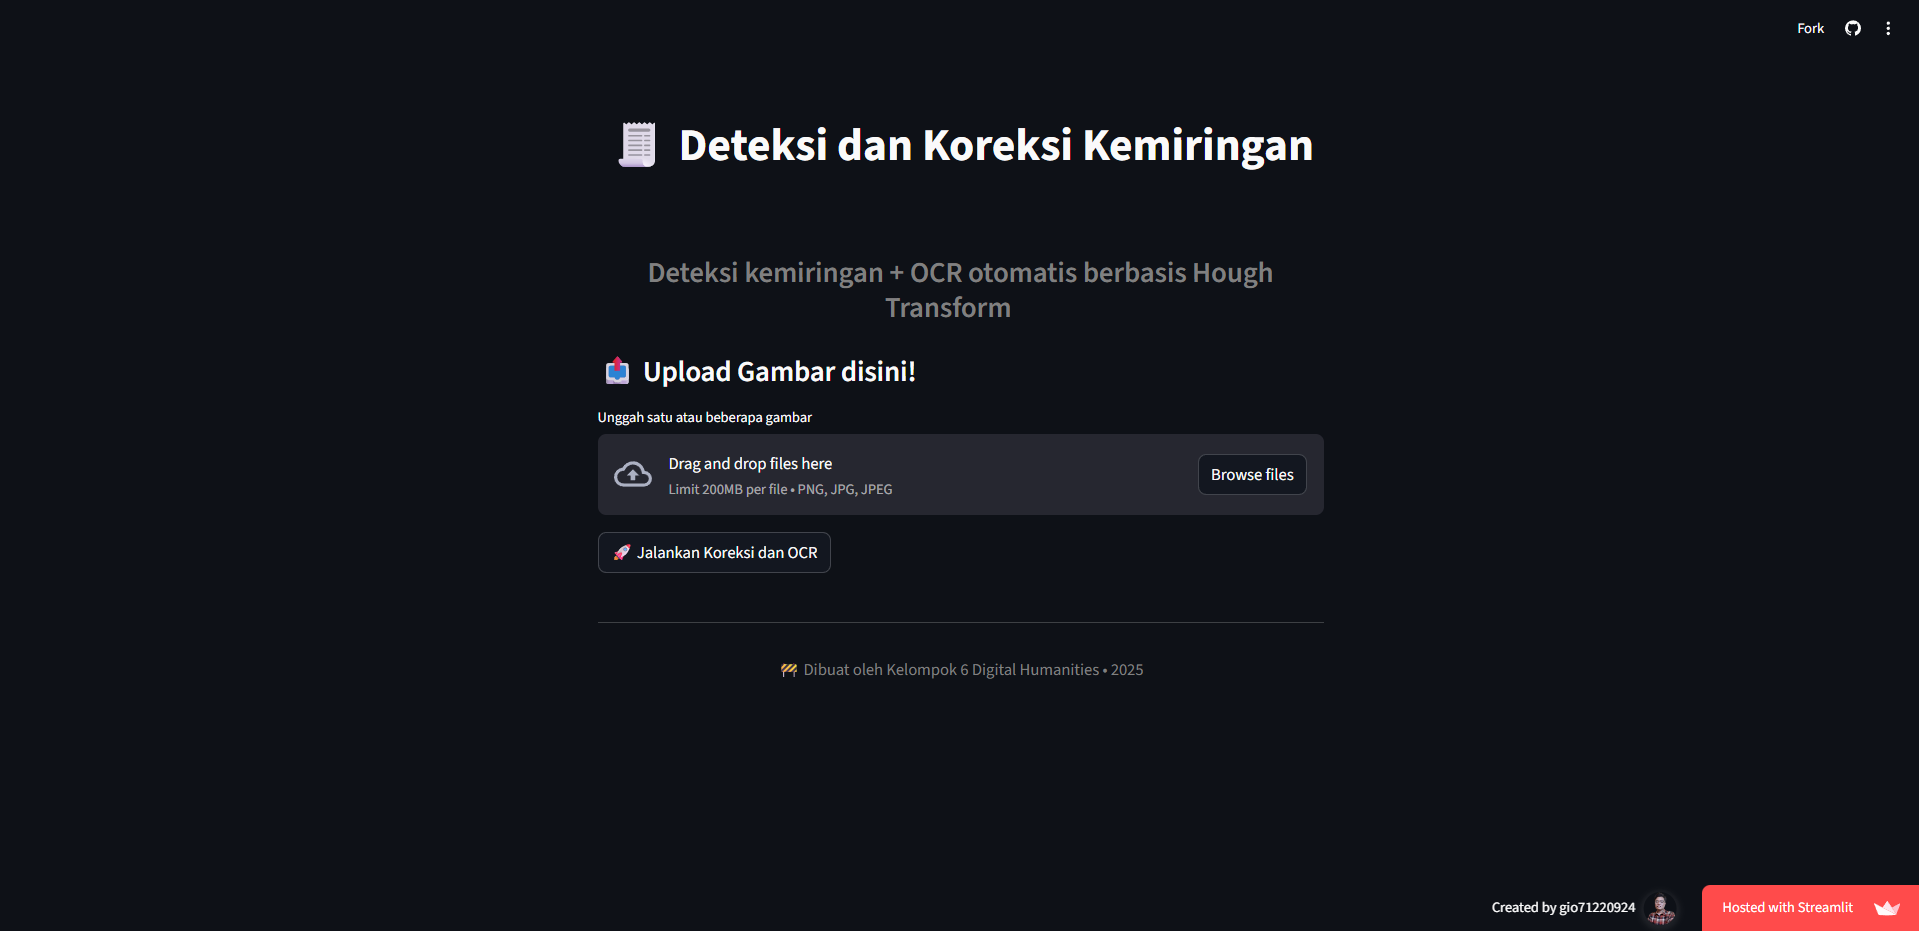 Fork
Deteksi dan Koreksi Kemiringan
Deteksi kemiringan + OCR otomatis berbasis Hough
Transform
Upload Gambar disini!
Unggah satu atau beberapa gambar
Drag and drop files here
Limit 200MB per file • PNG, JPG, JPEG
Browse files
🚀 Jalankan Koreksi dan OCR
🚧 Dibuat oleh Kelompok 6 Digital Humanities • 2025
Created by gio71220924
Hosted with Streamlit